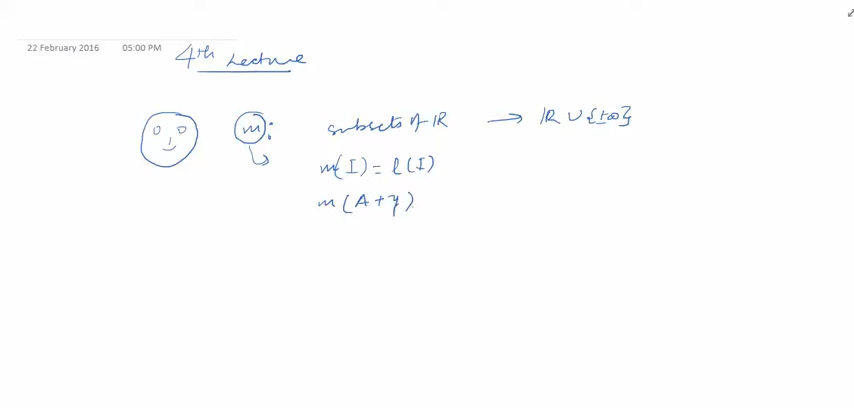 22 February 2016 05:00 PM
4th Lecture
m: subsets of ℝ → ℝ ∪ {±∞}
m(I) = l(I)
m(A+y)